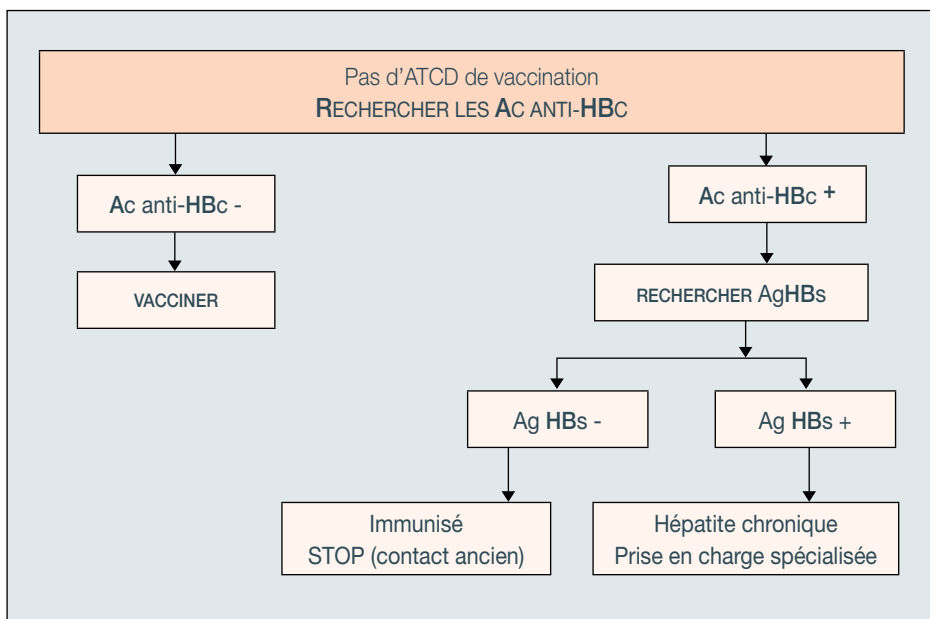 Pas d'ATCD de vaccination
RECHERCHER LES AC ANTI-HBC
Ac anti-HBc -
Ac anti-HBc +
VACCINER
RECHERCHER AgHBs
Ag HBs -
Ag HBs +
Immunisé
STOP (contact ancien)
Hépatite chronique
Prise en charge spécialisée